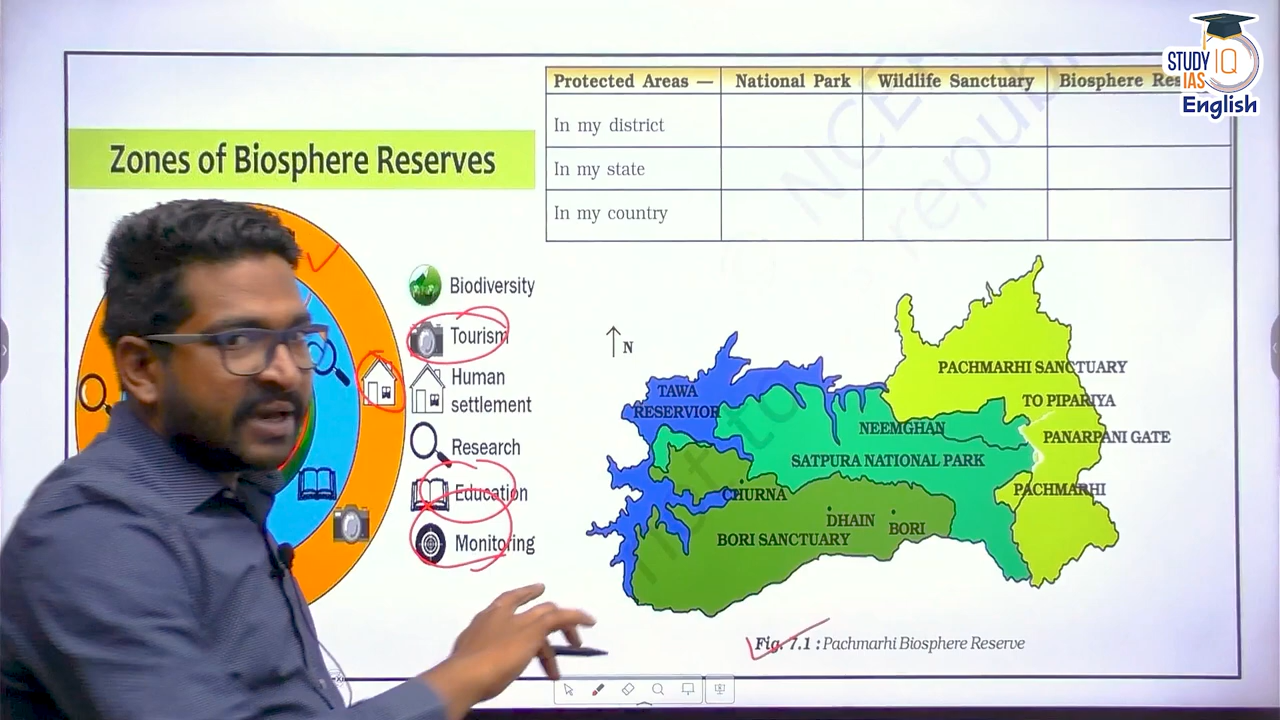 STUDY IQ
IAS
English
Protected Areas — National Park Wildlife Sanctuary Biosphere Res
In my district
In my state
In my country
Zones of Biosphere Reserves
Biodiversity
Tourism
Human
settlement
Research
Education
Monitoring
N
TAWA
RESERVIOR
PACHMARHI SANCTUARY
TO PIPARIYA
NEEMGHAN
PANARPANI GATE
SATPURA NATIONAL PARK
CHURNA
PACHMARHI
DHAIN
BORI
BORI SANCTUARY
Fig. 7.1 : Pachmarhi Biosphere Reserve